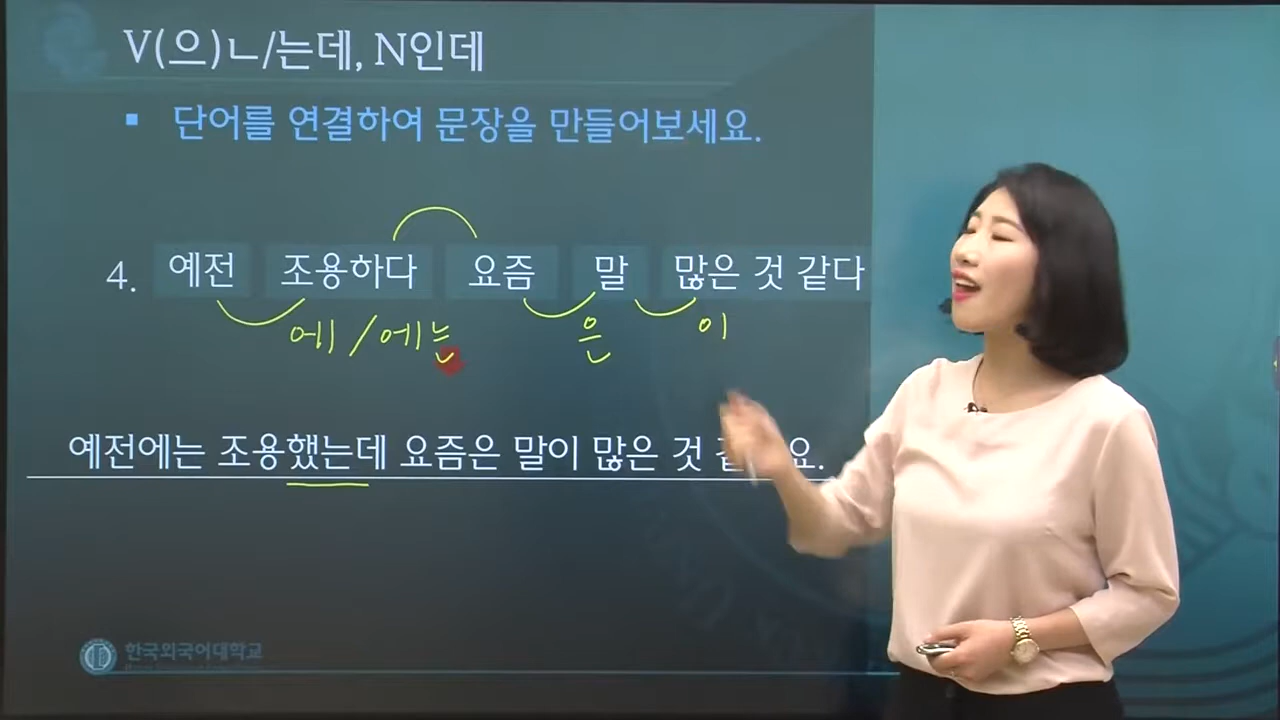 V(으)ㄴ/는데, N인데
▪ 단어를 연결하여 문장을 만들어보세요.
4. 예전 조용하다 요즘 말 많은 것 같다
에 / 에는 은 이
예전에는 조용했는데 요즘은 말이 많은 것
한국외국어대학교